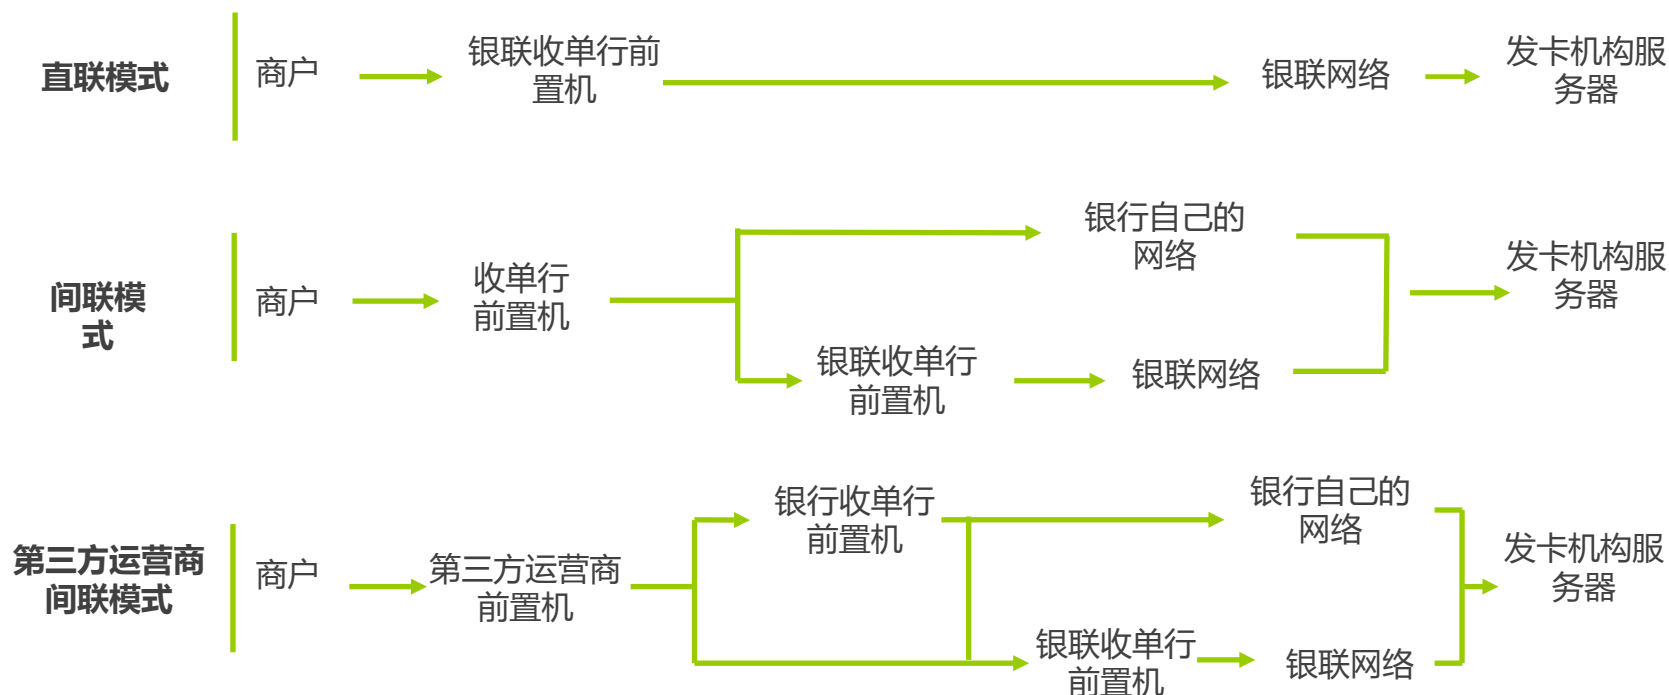 直联模式
商户
银联收单行前
置机
银联网络
发卡机构服
务器
间联模
式
商户
收单行
前置机
银行自己的
网络
银联收单行
前置机
银联网络
发卡机构服
务器
第三方运营商
间联模式
商户
第三方运营商
前置机
银行收单行
前置机
银行自己的
网络
银联收单行
前置机
银联网络
发卡机构服
务器